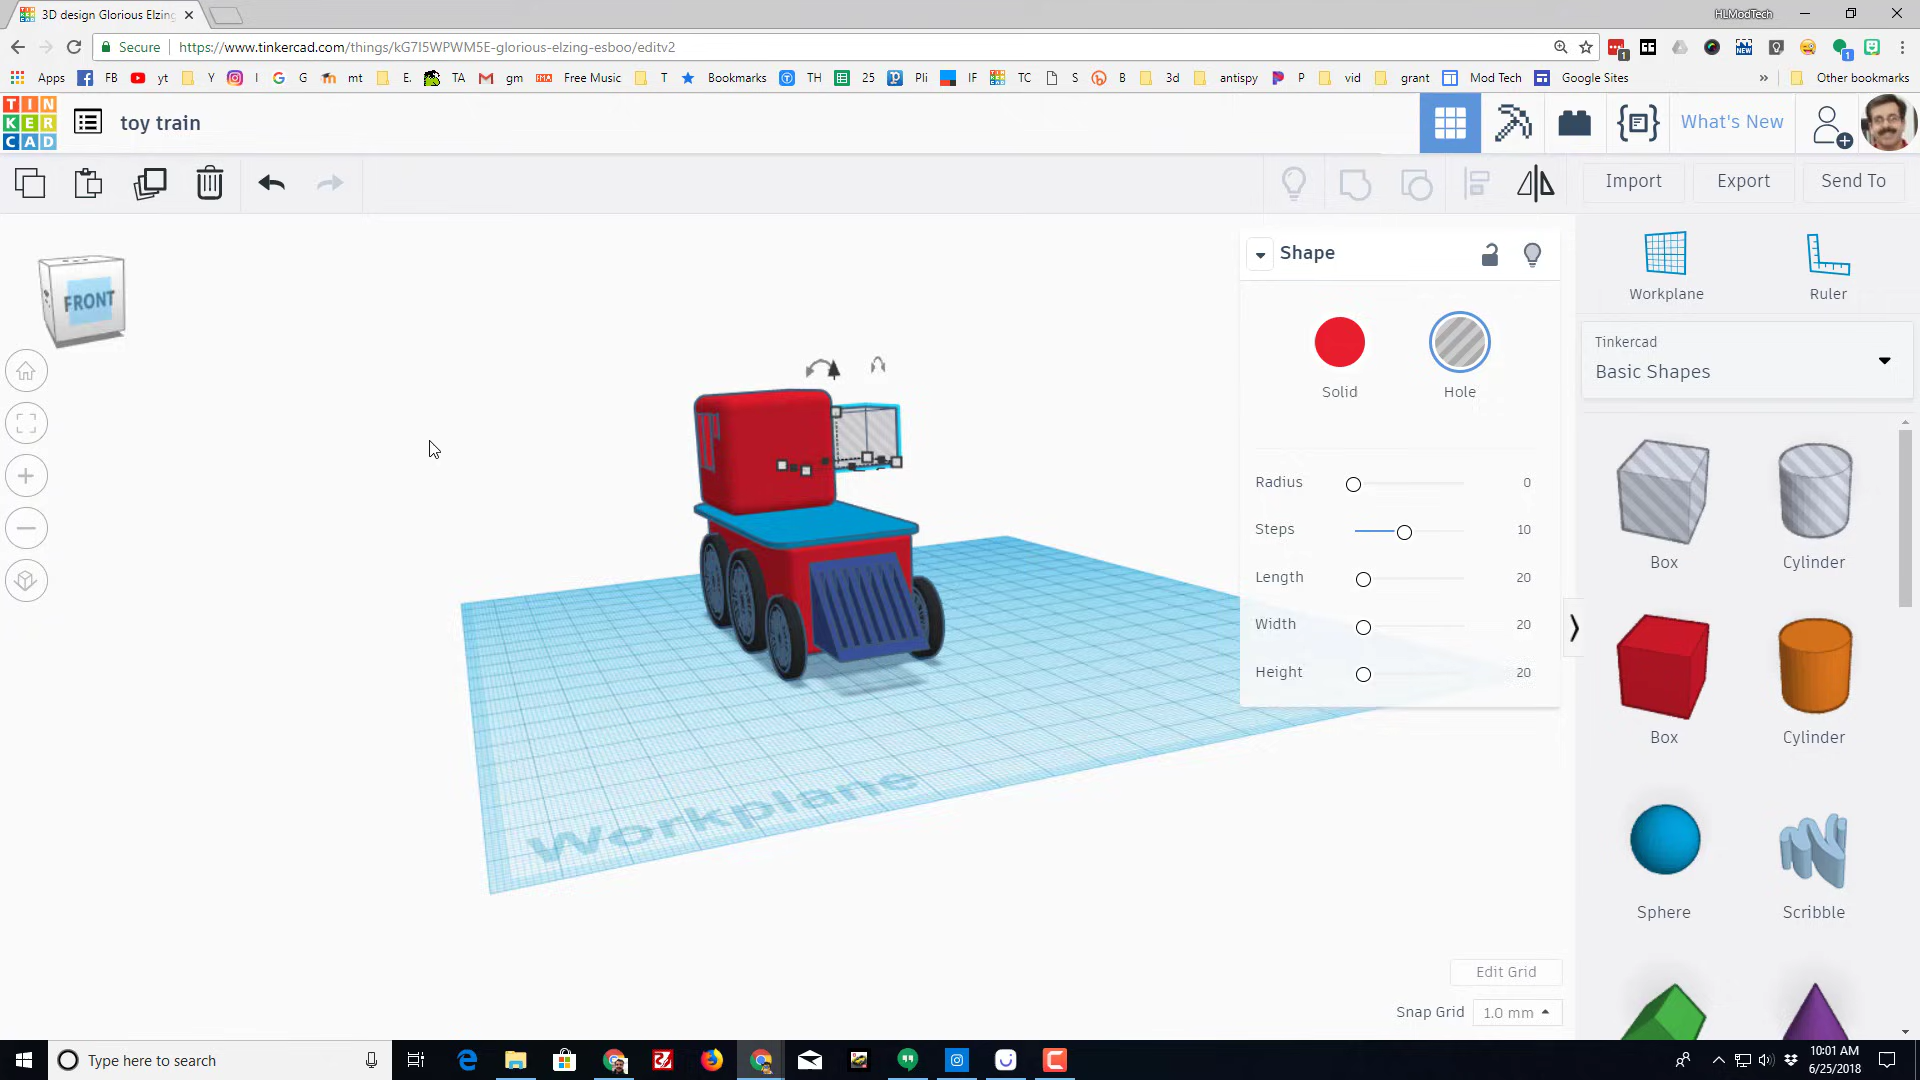 3D design Glorious Elzing
HLModTech
Secure
https://www.tinkercad.com/things/kG7I5WPWM5E-glorious-elzing-esboo/editv2
Apps FB yt Y I G mt E. TA gm Free Music T Bookmarks TH 25 Pli IF TC S B 3d antispy P vid grant Mod Tech Google Sites » Other bookmarks
TIN
KER
CAD
toy train
What's New
Import
Export
Send To
FRONT
Shape
Solid
Hole
Radius 0
Steps 10
Length 20
Width 20
Height 20
Workplane
Ruler
Tinkercad
Basic Shapes
Box
Cylinder
Box
Cylinder
Sphere
Scribble
Workplane
Edit Grid
Snap Grid 1.0 mm
Type here to search
10:01 AM
6/25/2018